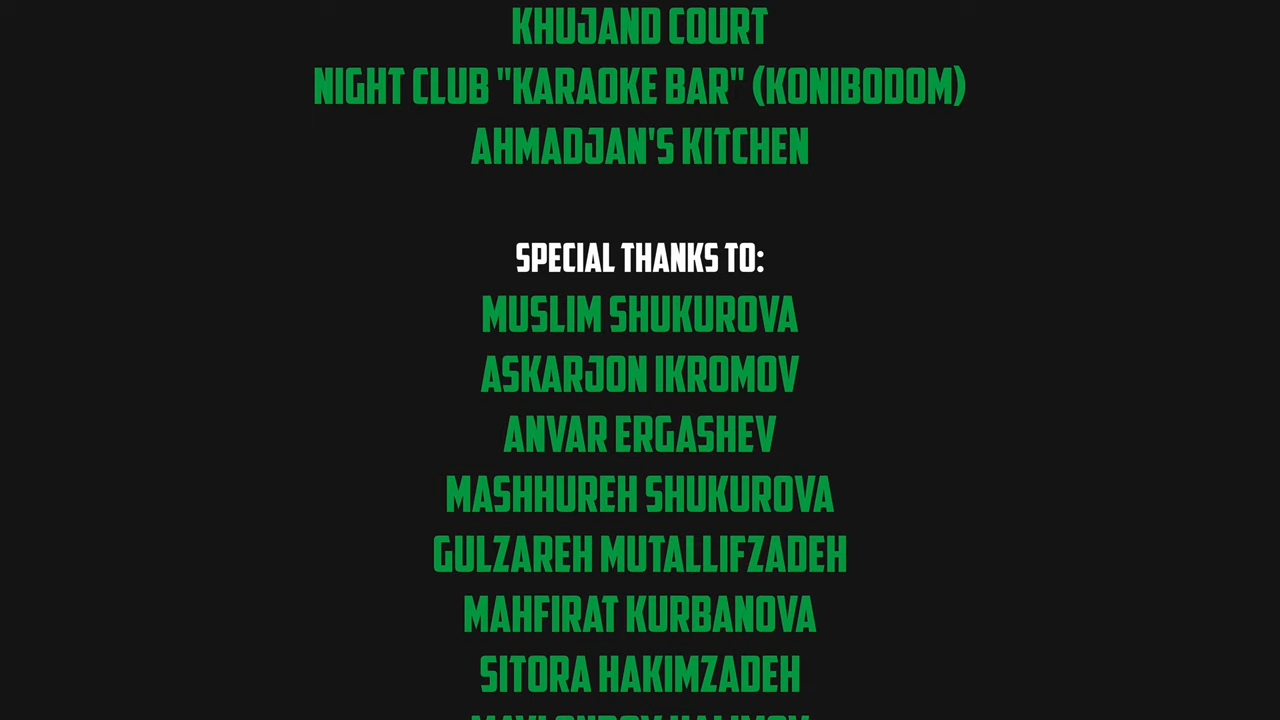 KHUJAND COURT
NIGHT CLUB "KARAOKE BAR" (KONIBODOM)
AHMADJAN'S KITCHEN
SPECIAL THANKS TO:
MUSLIM SHUKUROVA
ASKARJON IKROMOV
ANVAR ERGASHEV
MASHHUREH SHUKUROVA
GULZAREH MUTALLIFZADEH
MAHFIRAT KURBANOVA
SITORA HAKIMZADEH